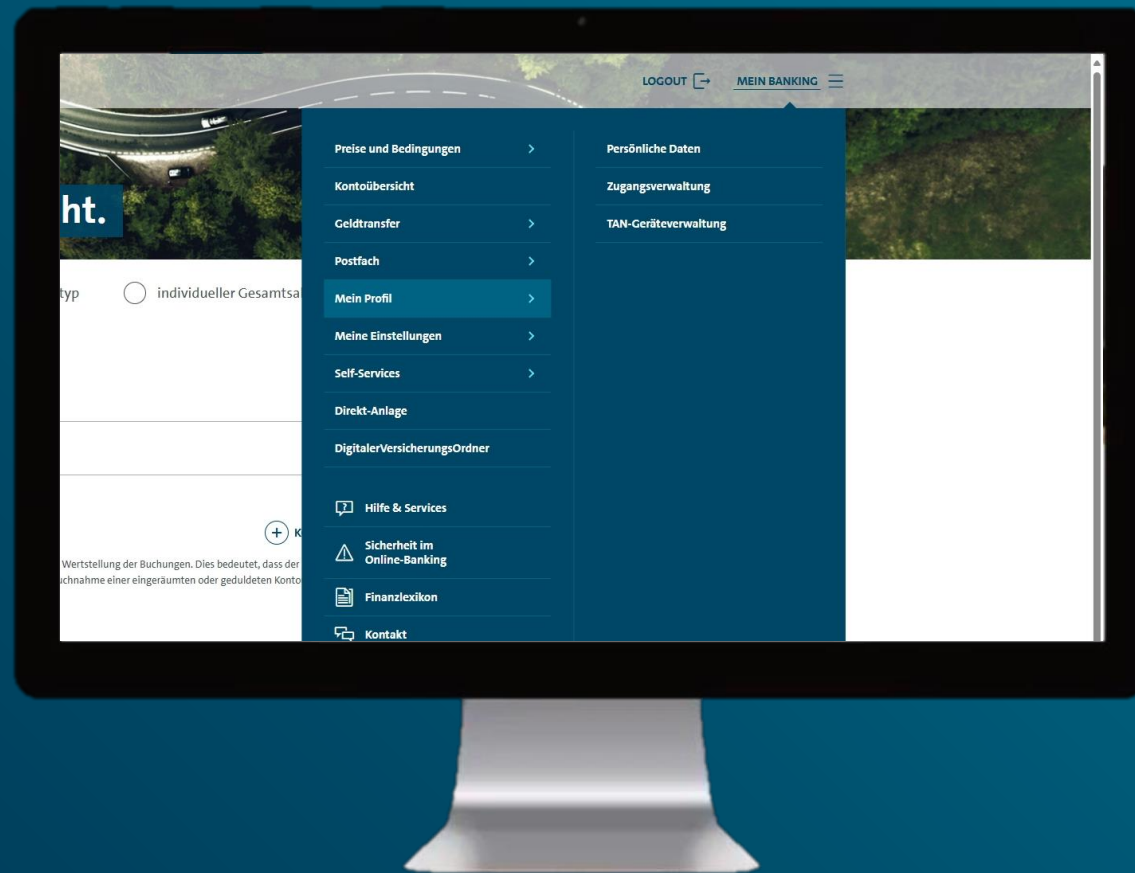 LOGOUT
MEIN BANKING
ht.
typ
individueller Gesamtsa
K
Wertstellung der Buchungen. Dies bedeutet, dass der
uchnahme einer eingeräumten oder geduldeten Konto
Preise und Bedingungen
Kontoübersicht
Geldtransfer
Postfach
Mein Profil
Meine Einstellungen
Self-Services
Direkt-Anlage
DigitalerVersicherungsOrdner
Hilfe & Services
Sicherheit im
Online-Banking
Finanzlexikon
Kontakt
Persönliche Daten
Zugangsverwaltung
TAN-Geräteverwaltung